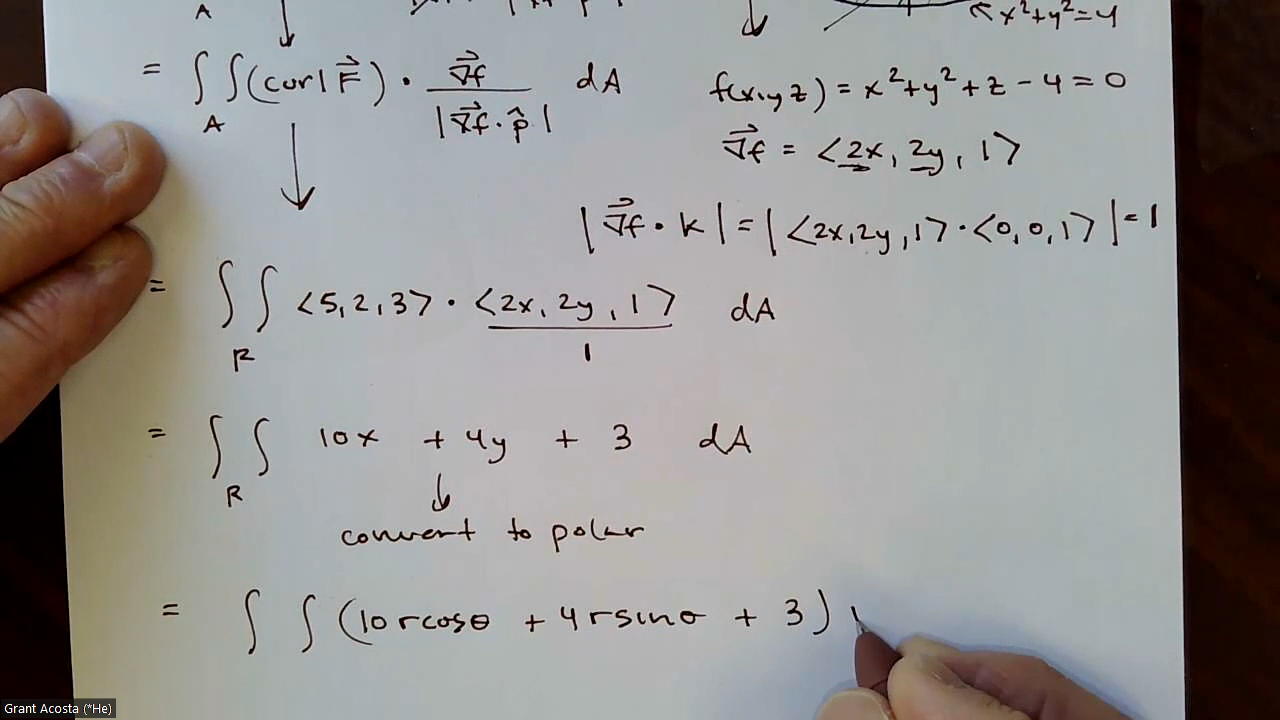 A
x²+y²=4
= ∫∫(curl F⃗) · ∇⃗f / |∇⃗f · p̂| dA
A
f(x,y,z) = x²+y²+z-4=0
∇⃗f = <2x, 2y, 1>
|∇⃗f · k| = |<2x,2y,1>·<0,0,1>| = 1
= ∫∫ <5,2,3> · <2x, 2y, 1> / 1 dA
R
= ∫∫ 10x + 4y + 3 dA
R
convert to polar
= ∫∫ (10rcosθ + 4rsinθ + 3)
Grant Acosta (*He)